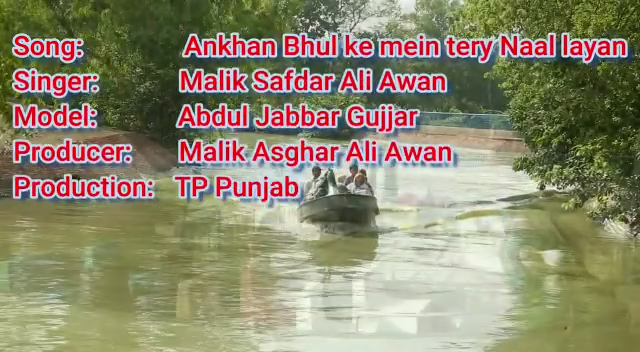 Song: Ankhan Bhul ke mein tery Naal layan
Singer: Malik Safdar Ali Awan
Model: Abdul Jabbar Gujjar
Producer: Malik Asghar Ali Awan
Production: TP Punjab